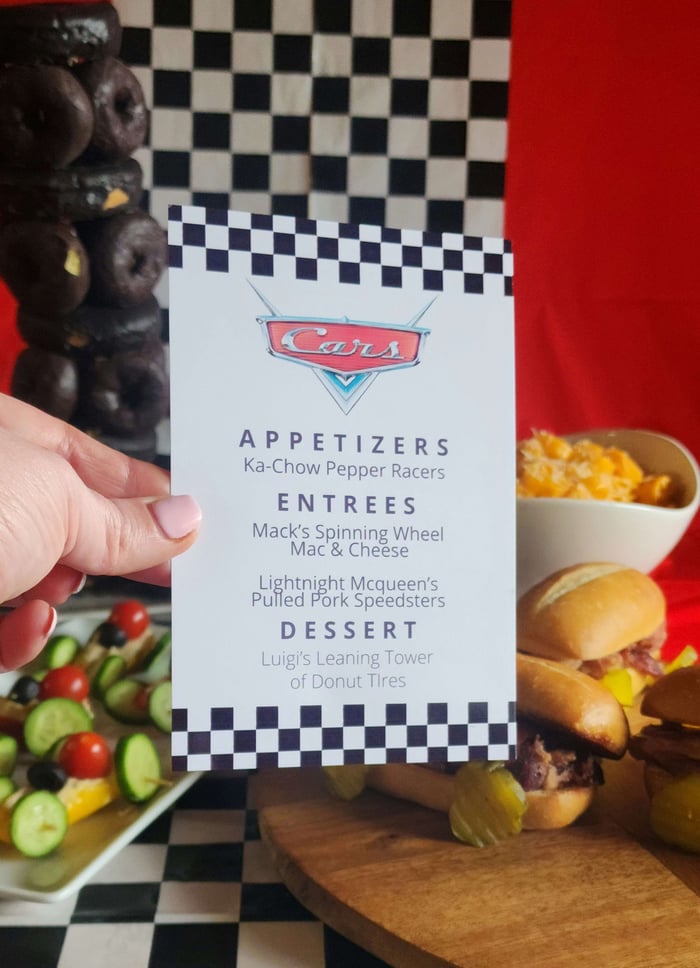 Cars
APPETIZERS
Ka-Chow Pepper Racers
ENTREES
Mack's Spinning Wheel
Mac & Cheese
Lightnight Mcqueen's
Pulled Pork Speedsters
DESSERT
Luigi's Leaning Tower
of Donut TIres